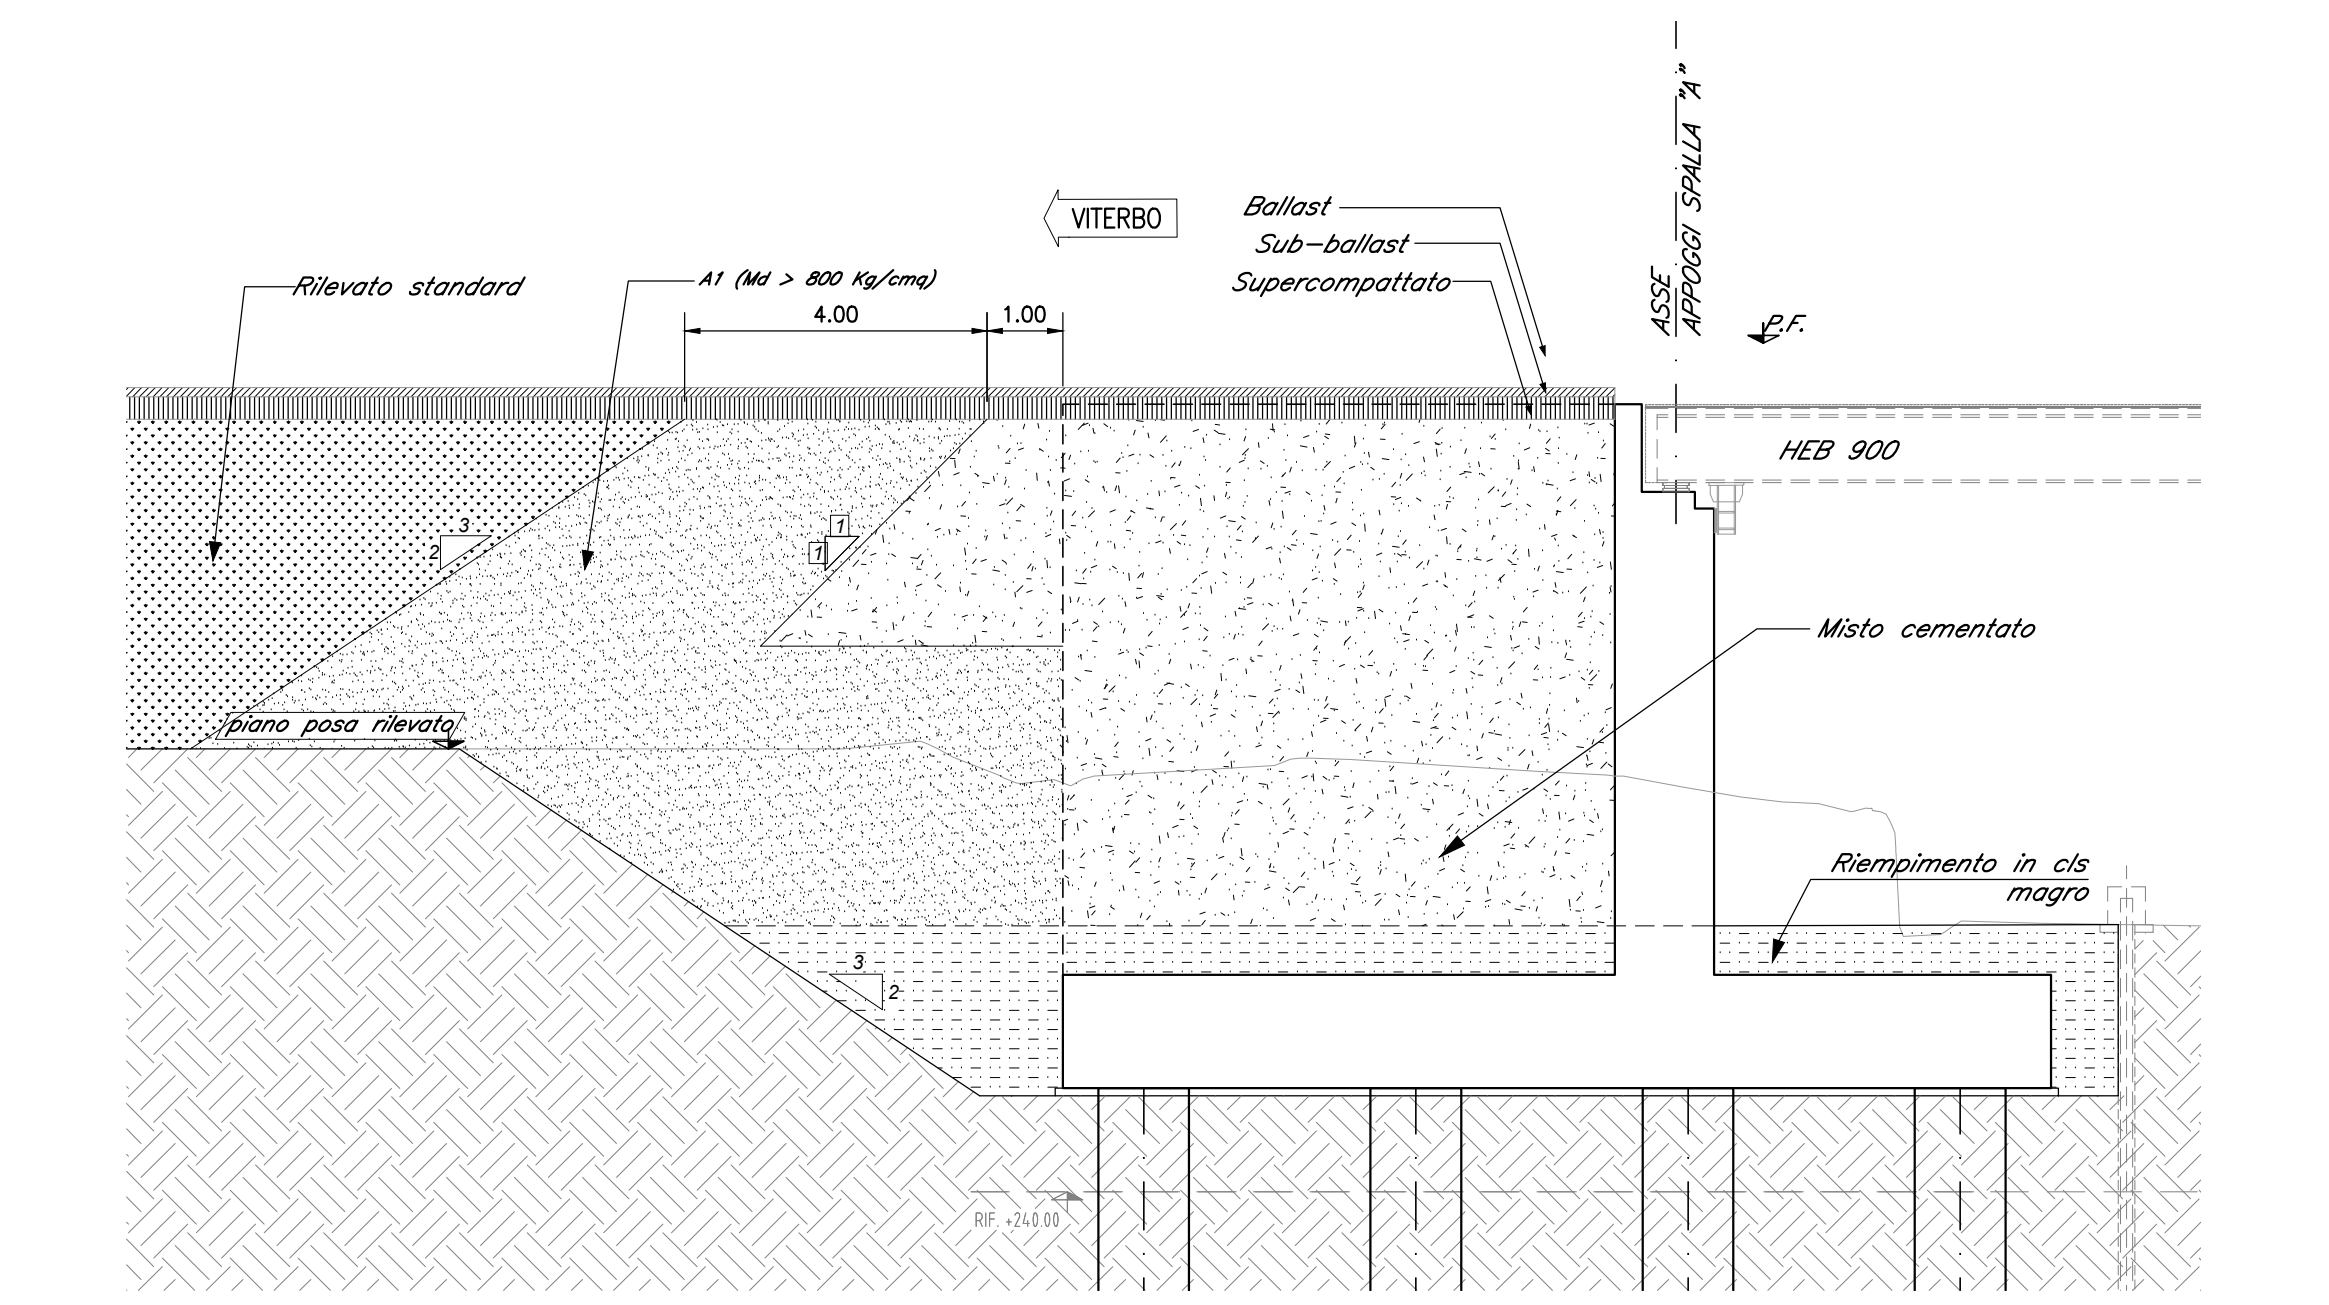 ASSE
APPOGGI SPALLA "A"
VITERBO
Ballast
Sub-ballast
Supercompattato
Rilevato standard
A1 (Md > 800 Kg/cmq)
4.00
1.00
P.F.
HEB 900
3
2
1
1
Misto cementato
piano posa rilevato
Riempimento in cls
magro
3
2
RIF. +240.00